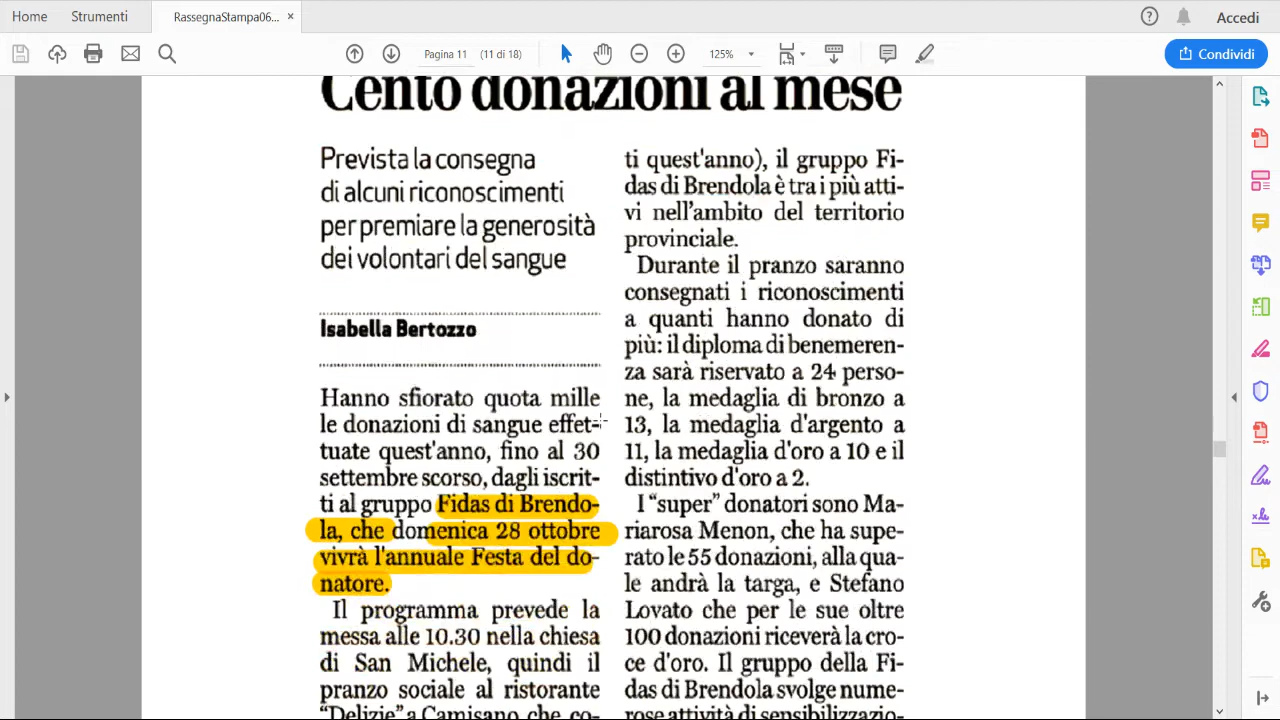 Home
Strumenti
RassegnaStampa06...
×
?
Accedi
Pagina 11
(11 di 18)
125%
Condividi
Cento donazioni al mese
Prevista la consegna
di alcuni riconoscimenti
per premiare la generosità
dei volontari del sangue
Isabella Bertozzo
Hanno sfiorato quota mille
le donazioni di sangue effet-
tuate quest'anno, fino al 30
settembre scorso, dagli iscrit-
ti al gruppo Fidas di Brendo-
la, che domenica 28 ottobre
vivrà l'annuale Festa del do-
natore.
Il programma prevede la
messa alle 10.30 nella chiesa
di San Michele, quindi il
pranzo sociale al ristorante
“Delizie” a Camisano che co-
ti quest'anno), il gruppo Fi-
das di Brendola è tra i più atti-
vi nell’ambito del territorio
provinciale.
Durante il pranzo saranno
consegnati i riconoscimenti
a quanti hanno donato di
più: il diploma di benemeren-
za sarà riservato a 24 perso-
ne, la medaglia di bronzo a
13, la medaglia d'argento a
11, la medaglia d'oro a 10 e il
distintivo d'oro a 2.
I “super” donatori sono Ma-
riarosa Menon, che ha supe-
rato le 55 donazioni, alla qua-
le andrà la targa, e Stefano
Lovato che per le sue oltre
100 donazioni riceverà la cro-
ce d'oro. Il gruppo della Fi-
das di Brendola svolge nume-
rose attività di sensibilizzazio-